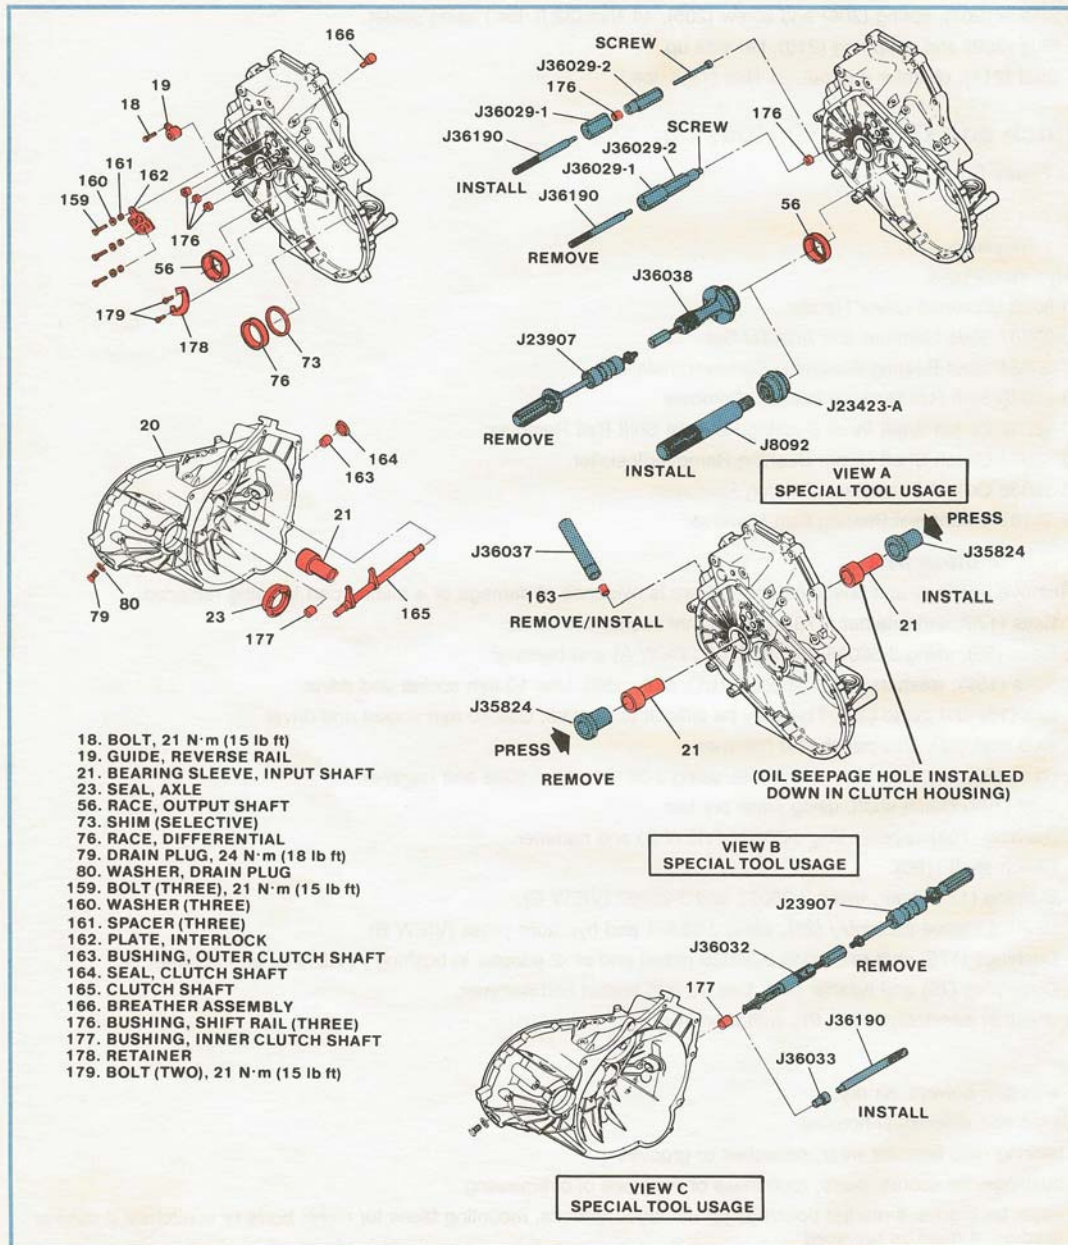 166
19
18
161
162
160
159
176
56
179
178
73
76
SCREW
J36029-2
176
J36029-1
J36190
INSTALL
SCREW
J36029-2
J36029-1
J36190
REMOVE
176
56
J36038
J23907
REMOVE
J23423-A
J8092
INSTALL
VIEW A
SPECIAL TOOL USAGE
20
164
163
21
79
80
23
177
165
J36037
163
REMOVE/INSTALL
PRESS
J35824
INSTALL
21
J35824
PRESS
REMOVE
21
(OIL SEEPAGE HOLE INSTALLED
DOWN IN CLUTCH HOUSING)
VIEW B
SPECIAL TOOL USAGE
18. BOLT, 21 N·m (15 lb ft)
19. GUIDE, REVERSE RAIL
21. BEARING SLEEVE, INPUT SHAFT
23. SEAL, AXLE
56. RACE, OUTPUT SHAFT
73. SHIM (SELECTIVE)
76. RACE, DIFFERENTIAL
79. DRAIN PLUG, 24 N·m (18 lb ft)
80. WASHER, DRAIN PLUG
159. BOLT (THREE), 21 N·m (15 lb ft)
160. WASHER (THREE)
161. SPACER (THREE)
162. PLATE, INTERLOCK
163. BUSHING, OUTER CLUTCH SHAFT
164. SEAL, CLUTCH SHAFT
165. CLUTCH SHAFT
166. BREATHER ASSEMBLY
176. BUSHING, SHIFT RAIL (THREE)
177. BUSHING, INNER CLUTCH SHAFT
178. RETAINER
179. BOLT (TWO), 21 N·m (15 lb ft)
J23907
J36032
REMOVE
177
J36190
J36033
INSTALL
VIEW C
SPECIAL TOOL USAGE